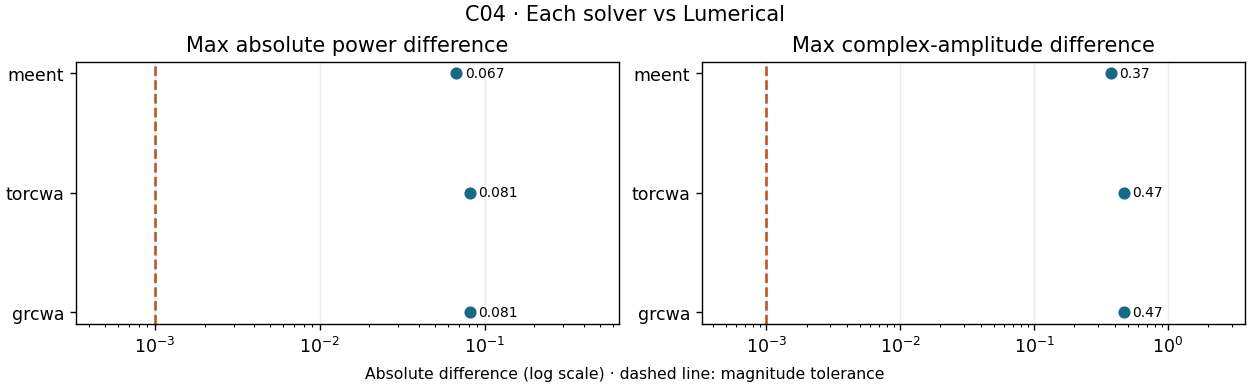 C04 · Each solver vs Lumerical
Max absolute power difference
meent
torcwa
grcwa
0.067
0.081
0.081
10⁻³
10⁻²
10⁻¹
Max complex-amplitude difference
meent
torcwa
grcwa
0.37
0.47
0.47
10⁻³
10⁻²
10⁻¹
10⁰
Absolute difference (log scale) · dashed line: magnitude tolerance